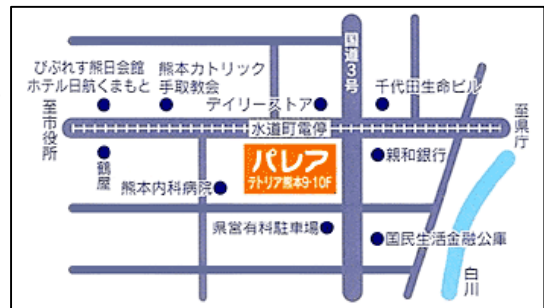 国道3号
びぷれす熊日会館
ホテル日航くまもと
熊本カトリック
手取教会
デイリーストア
千代田生命ビル
至市役所
水道町電停
至県庁
鶴屋
パレア
テトリア熊本9・10F
親和銀行
熊本内科病院
県営有料駐車場
国民生活金融公庫
白川